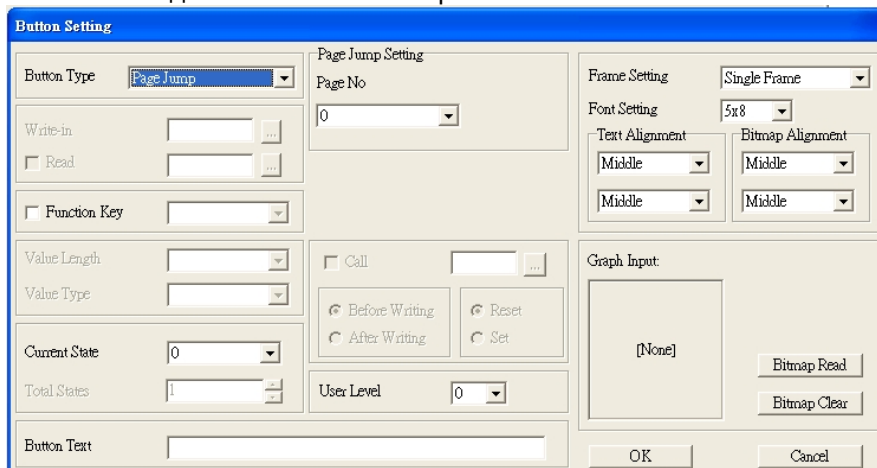 Button Setting
Button Type Page Jump
Write-in ...
Read ...
Function Key
Value Length
Value Type
Current State 0
Total States 1
Button Text
Page Jump Setting
Page No
0
Call ...
Before Writing
After Writing
Reset
Set
User Level 0
Frame Setting Single Frame
Font Setting 5x8
Text Alignment
Middle
Middle
Bitmap Alignment
Middle
Middle
Graph Input:
[None]
Bitmap Read
Bitmap Clear
OK Cancel